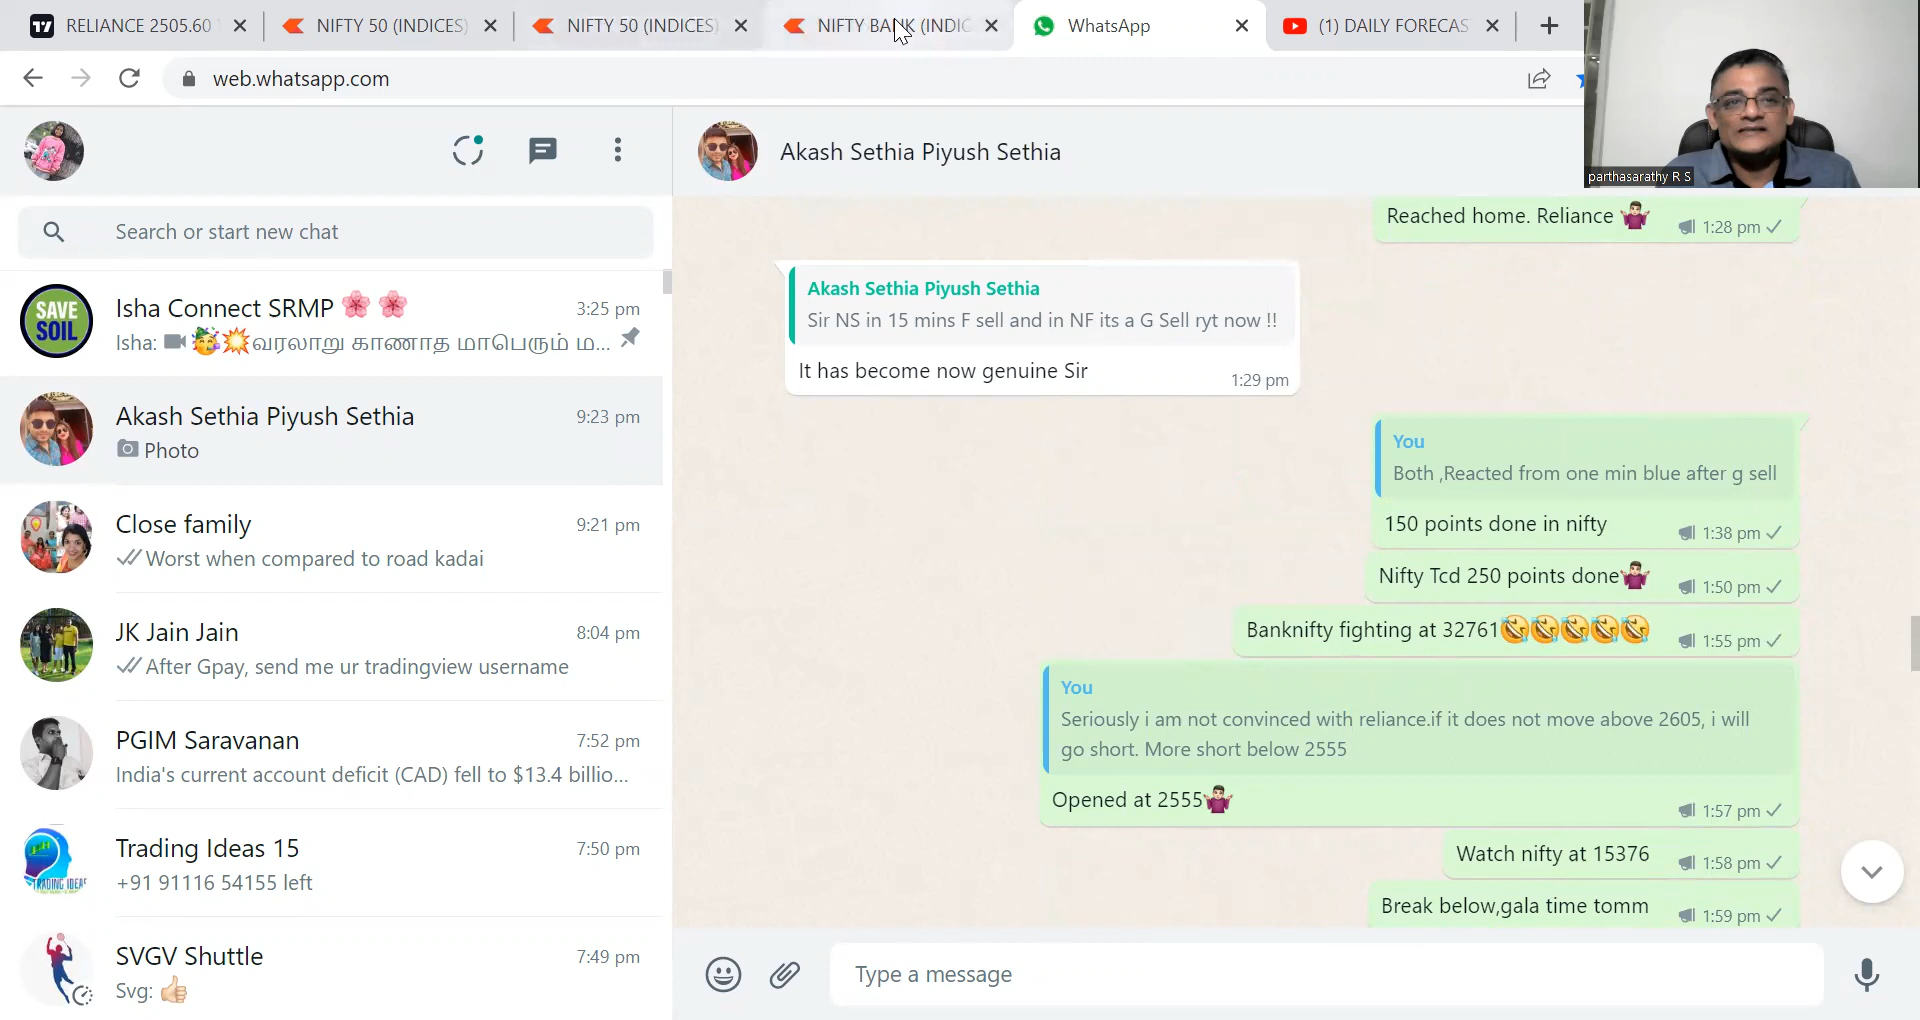 RELIANCE 2505.60
NIFTY 50 (INDICES)
NIFTY 50 (INDICES)
NIFTY BANK (INDIC
WhatsApp
(1) DAILY FORECAS
web.whatsapp.com
parthasarathy R S
Akash Sethia Piyush Sethia
Search or start new chat
SAVE
SOIL
Isha Connect SRMP 🌸 🌸
3:25 pm
Isha: 🥳💥வரலாறு காணாத மாபெரும் ம...
Akash Sethia Piyush Sethia
9:23 pm
Photo
Close family
9:21 pm
Worst when compared to road kadai
JK Jain Jain
8:04 pm
After Gpay, send me ur tradingview username
PGIM Saravanan
7:52 pm
India's current account deficit (CAD) fell to $13.4 billio...
TRADING IDEAS
Trading Ideas 15
7:50 pm
+91 91116 54155 left
SVGV Shuttle
7:49 pm
Svg: 👍🏻
Reached home. Reliance 🤷🏻‍♂️
1:28 pm
Akash Sethia Piyush Sethia
Sir NS in 15 mins F sell and in NF its a G Sell ryt now !!
It has become now genuine Sir
1:29 pm
You
Both ,Reacted from one min blue after g sell
150 points done in nifty
1:38 pm
Nifty Tcd 250 points done🤷🏻‍♂️
1:50 pm
Banknifty fighting at 32761🤣🤣🤣🤣🤣
1:55 pm
You
Seriously i am not convinced with reliance.if it does not move above 2605, i will
go short. More short below 2555
Opened at 2555🤷🏻‍♂️
1:57 pm
Watch nifty at 15376
1:58 pm
Break below,gala time tomm
1:59 pm
Type a message